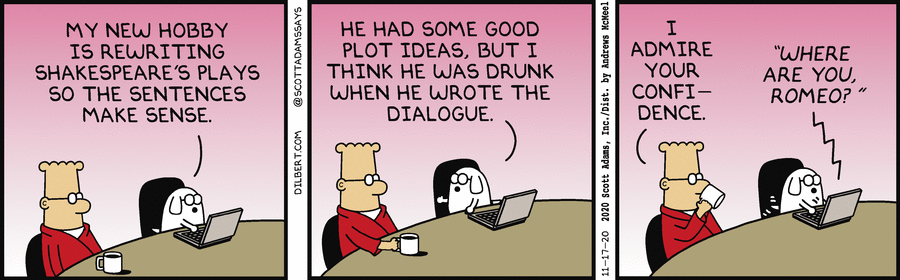 MY NEW HOBBY
IS REWRITING
SHAKESPEARE'S PLAYS
SO THE SENTENCES
MAKE SENSE.
DILBERT.COM @SCOTTADAMSSAYS
HE HAD SOME GOOD
PLOT IDEAS, BUT I
THINK HE WAS DRUNK
WHEN HE WROTE THE
DIALOGUE.
11-17-20 2020 Scott Adams, Inc./Dist. by Andrews McMeel
I
ADMIRE
YOUR
CONFI-
DENCE.
"WHERE
ARE YOU,
ROMEO?"